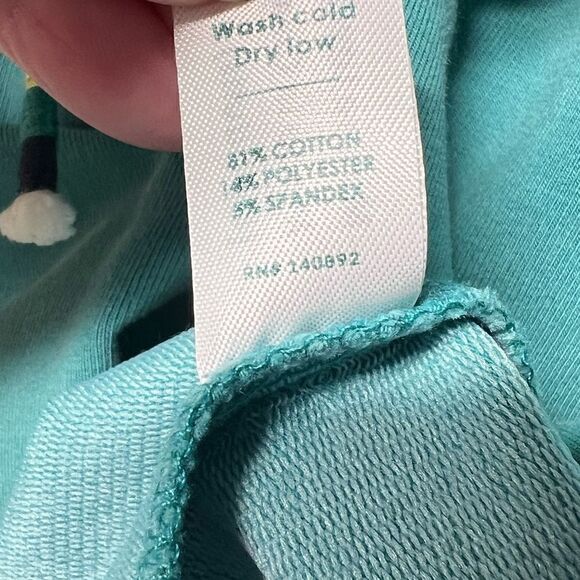 Wash cold
Dry low
81% COTTON
14% POLYESTER
5% SPANDEX
RN# 140892